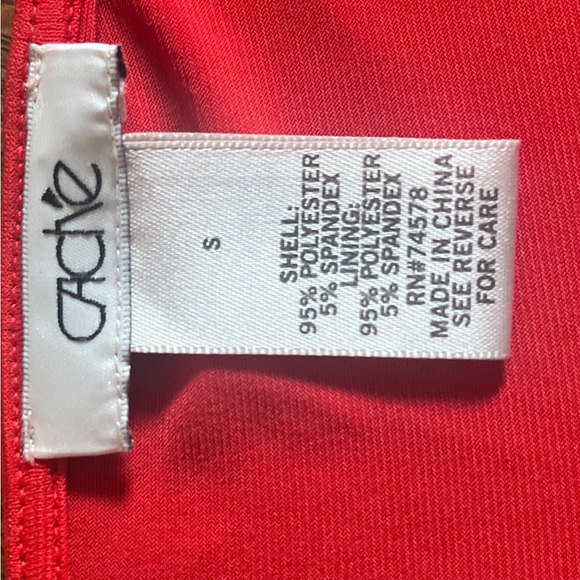 CACHÉ
S
SHELL:
95% POLYESTER
5% SPANDEX
LINING:
95% POLYESTER
5% SPANDEX
RN#74578
MADE IN CHINA
SEE REVERSE
FOR CARE